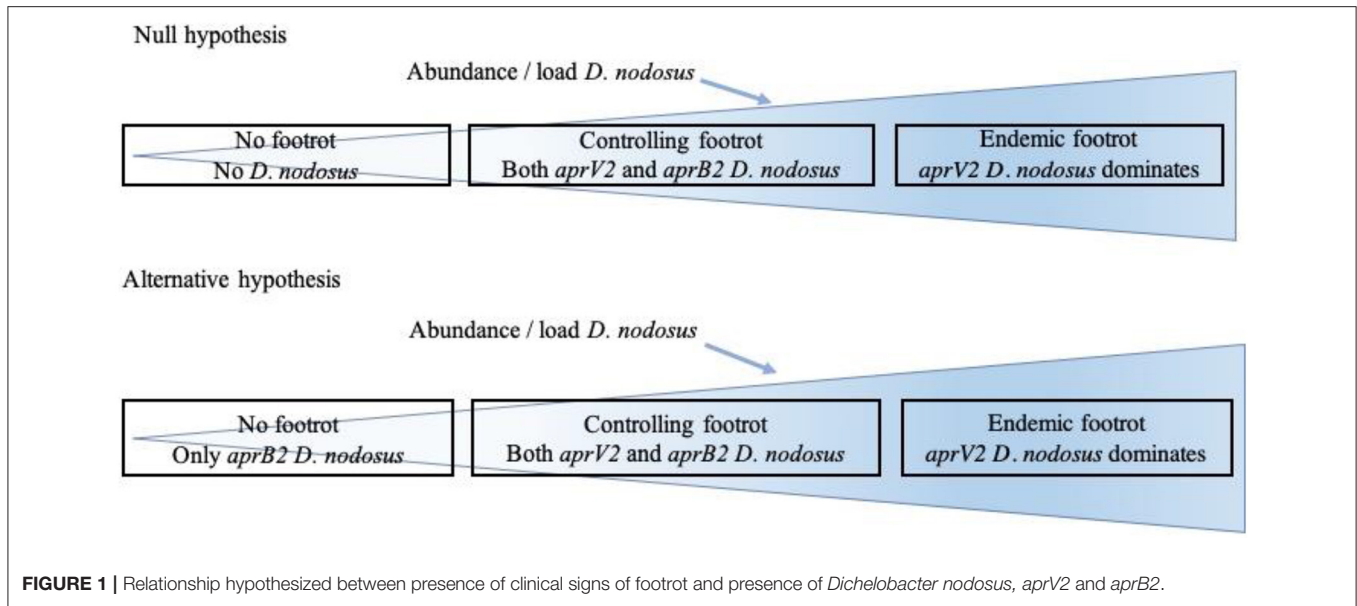 Null hypothesis
Abundance / load D. nodosus
No footrot
No D. nodosus
Controlling footrot
Both aprV2 and aprB2 D. nodosus
Endemic footrot
aprV2 D. nodosus dominates
Alternative hypothesis
Abundance / load D. nodosus
No footrot
Only aprB2 D. nodosus
Controlling footrot
Both aprV2 and aprB2 D. nodosus
Endemic footrot
aprV2 D. nodosus dominates
FIGURE 1 | Relationship hypothesized between presence of clinical signs of footrot and presence of Dichelobacter nodosus, aprV2 and aprB2.